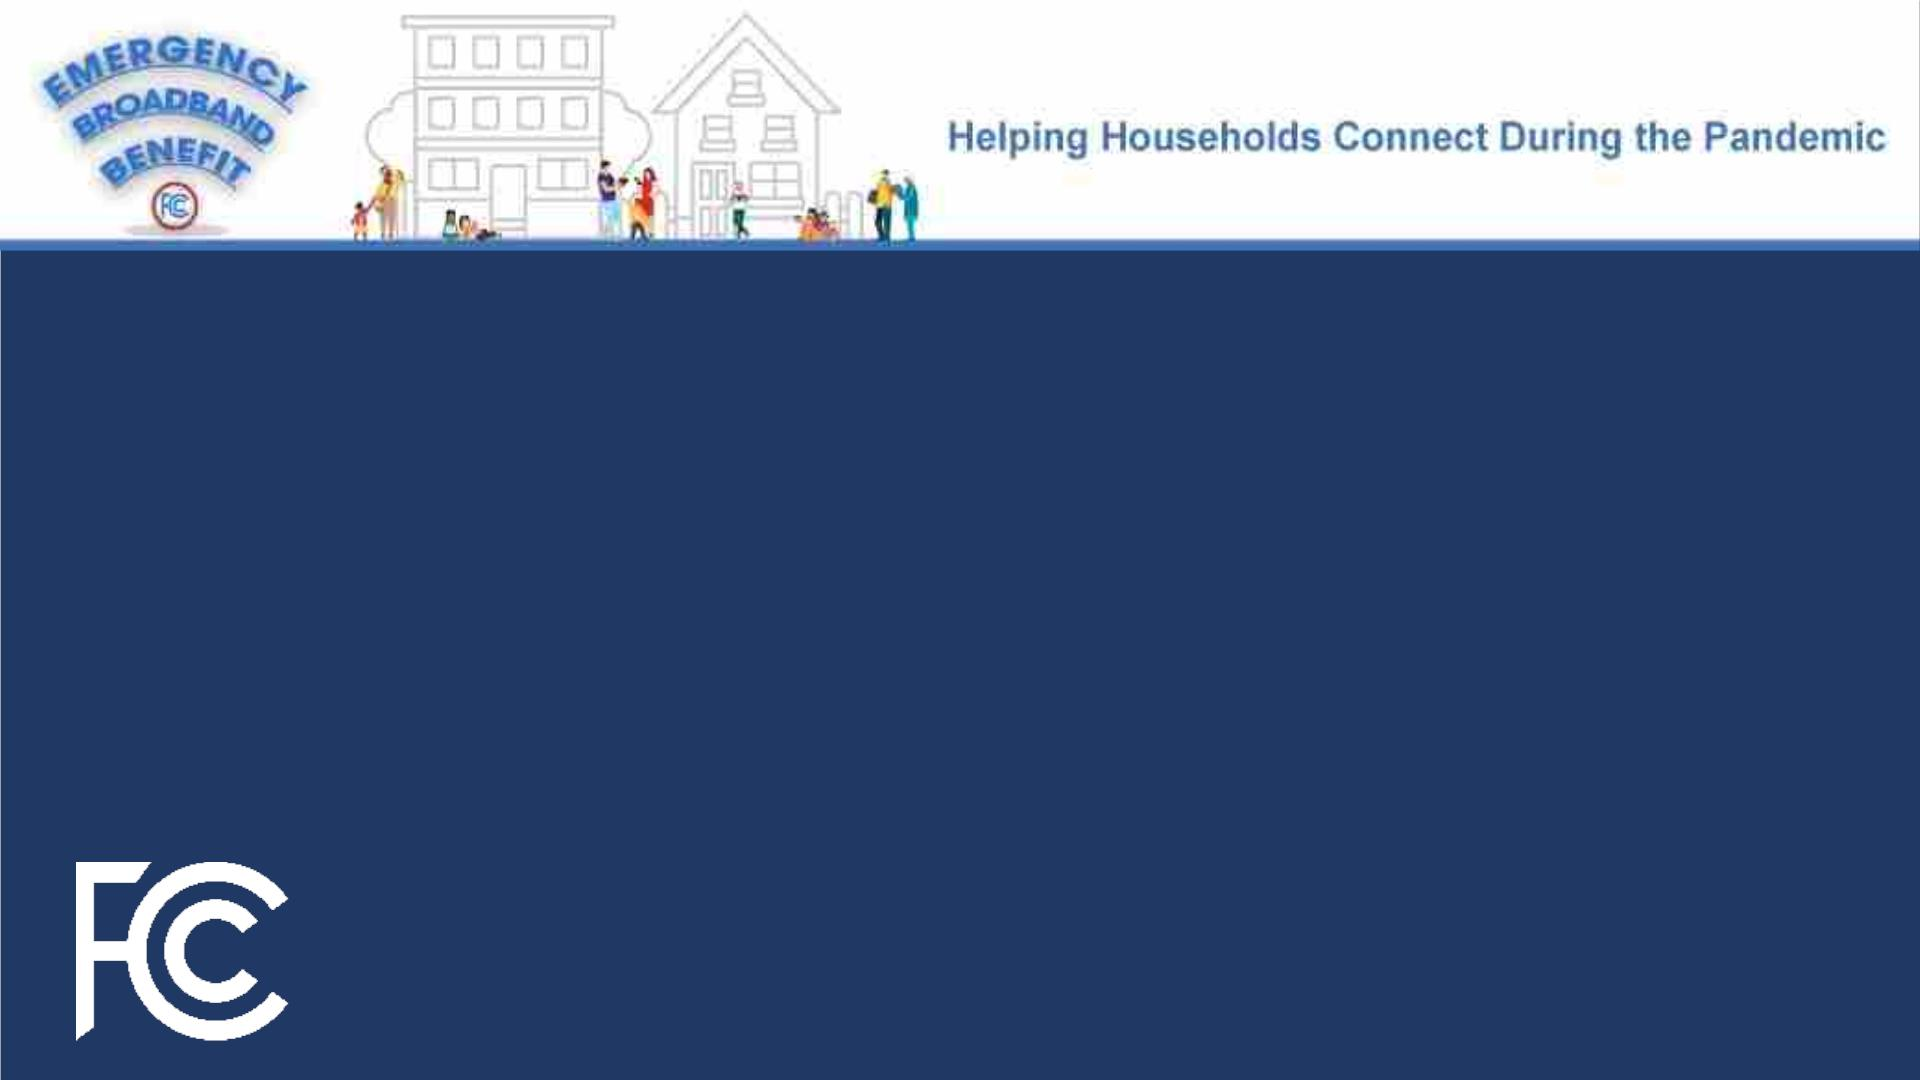 EMERGENCY
BROADBAND
BENEFIT
FCC
Helping Households Connect During the Pandemic
FCC